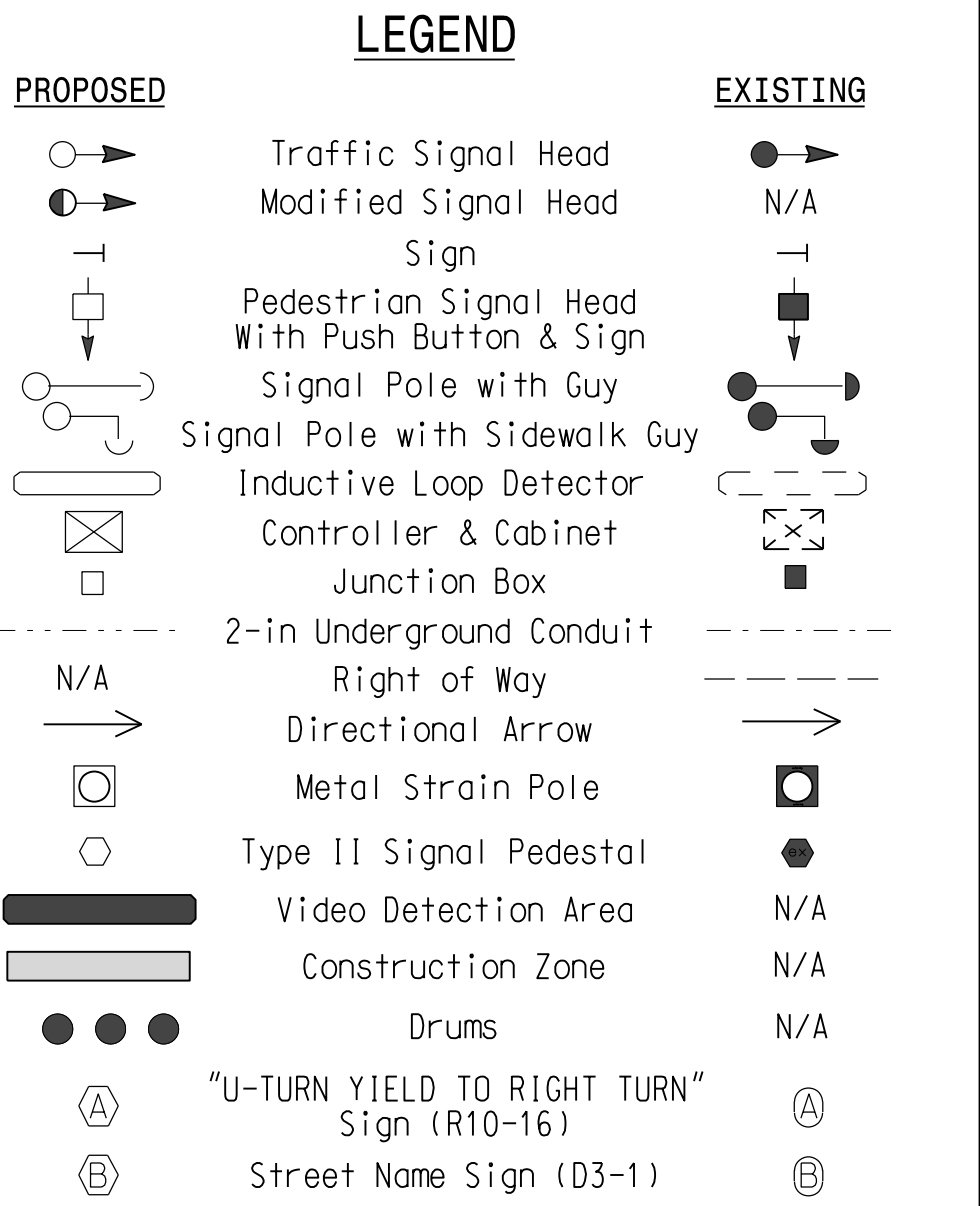 LEGEND
PROPOSED EXISTING
Traffic Signal Head
Modified Signal Head N/A
Sign
Pedestrian Signal Head
With Push Button & Sign
Signal Pole with Guy
Signal Pole with Sidewalk Guy
Inductive Loop Detector
Controller & Cabinet
Junction Box
2-in Underground Conduit
N/A Right of Way
Directional Arrow
Metal Strain Pole
Type II Signal Pedestal ex
Video Detection Area N/A
Construction Zone N/A
Drums N/A
"U-TURN YIELD TO RIGHT TURN"
A Sign (R10-16) A
B Street Name Sign (D3-1) B